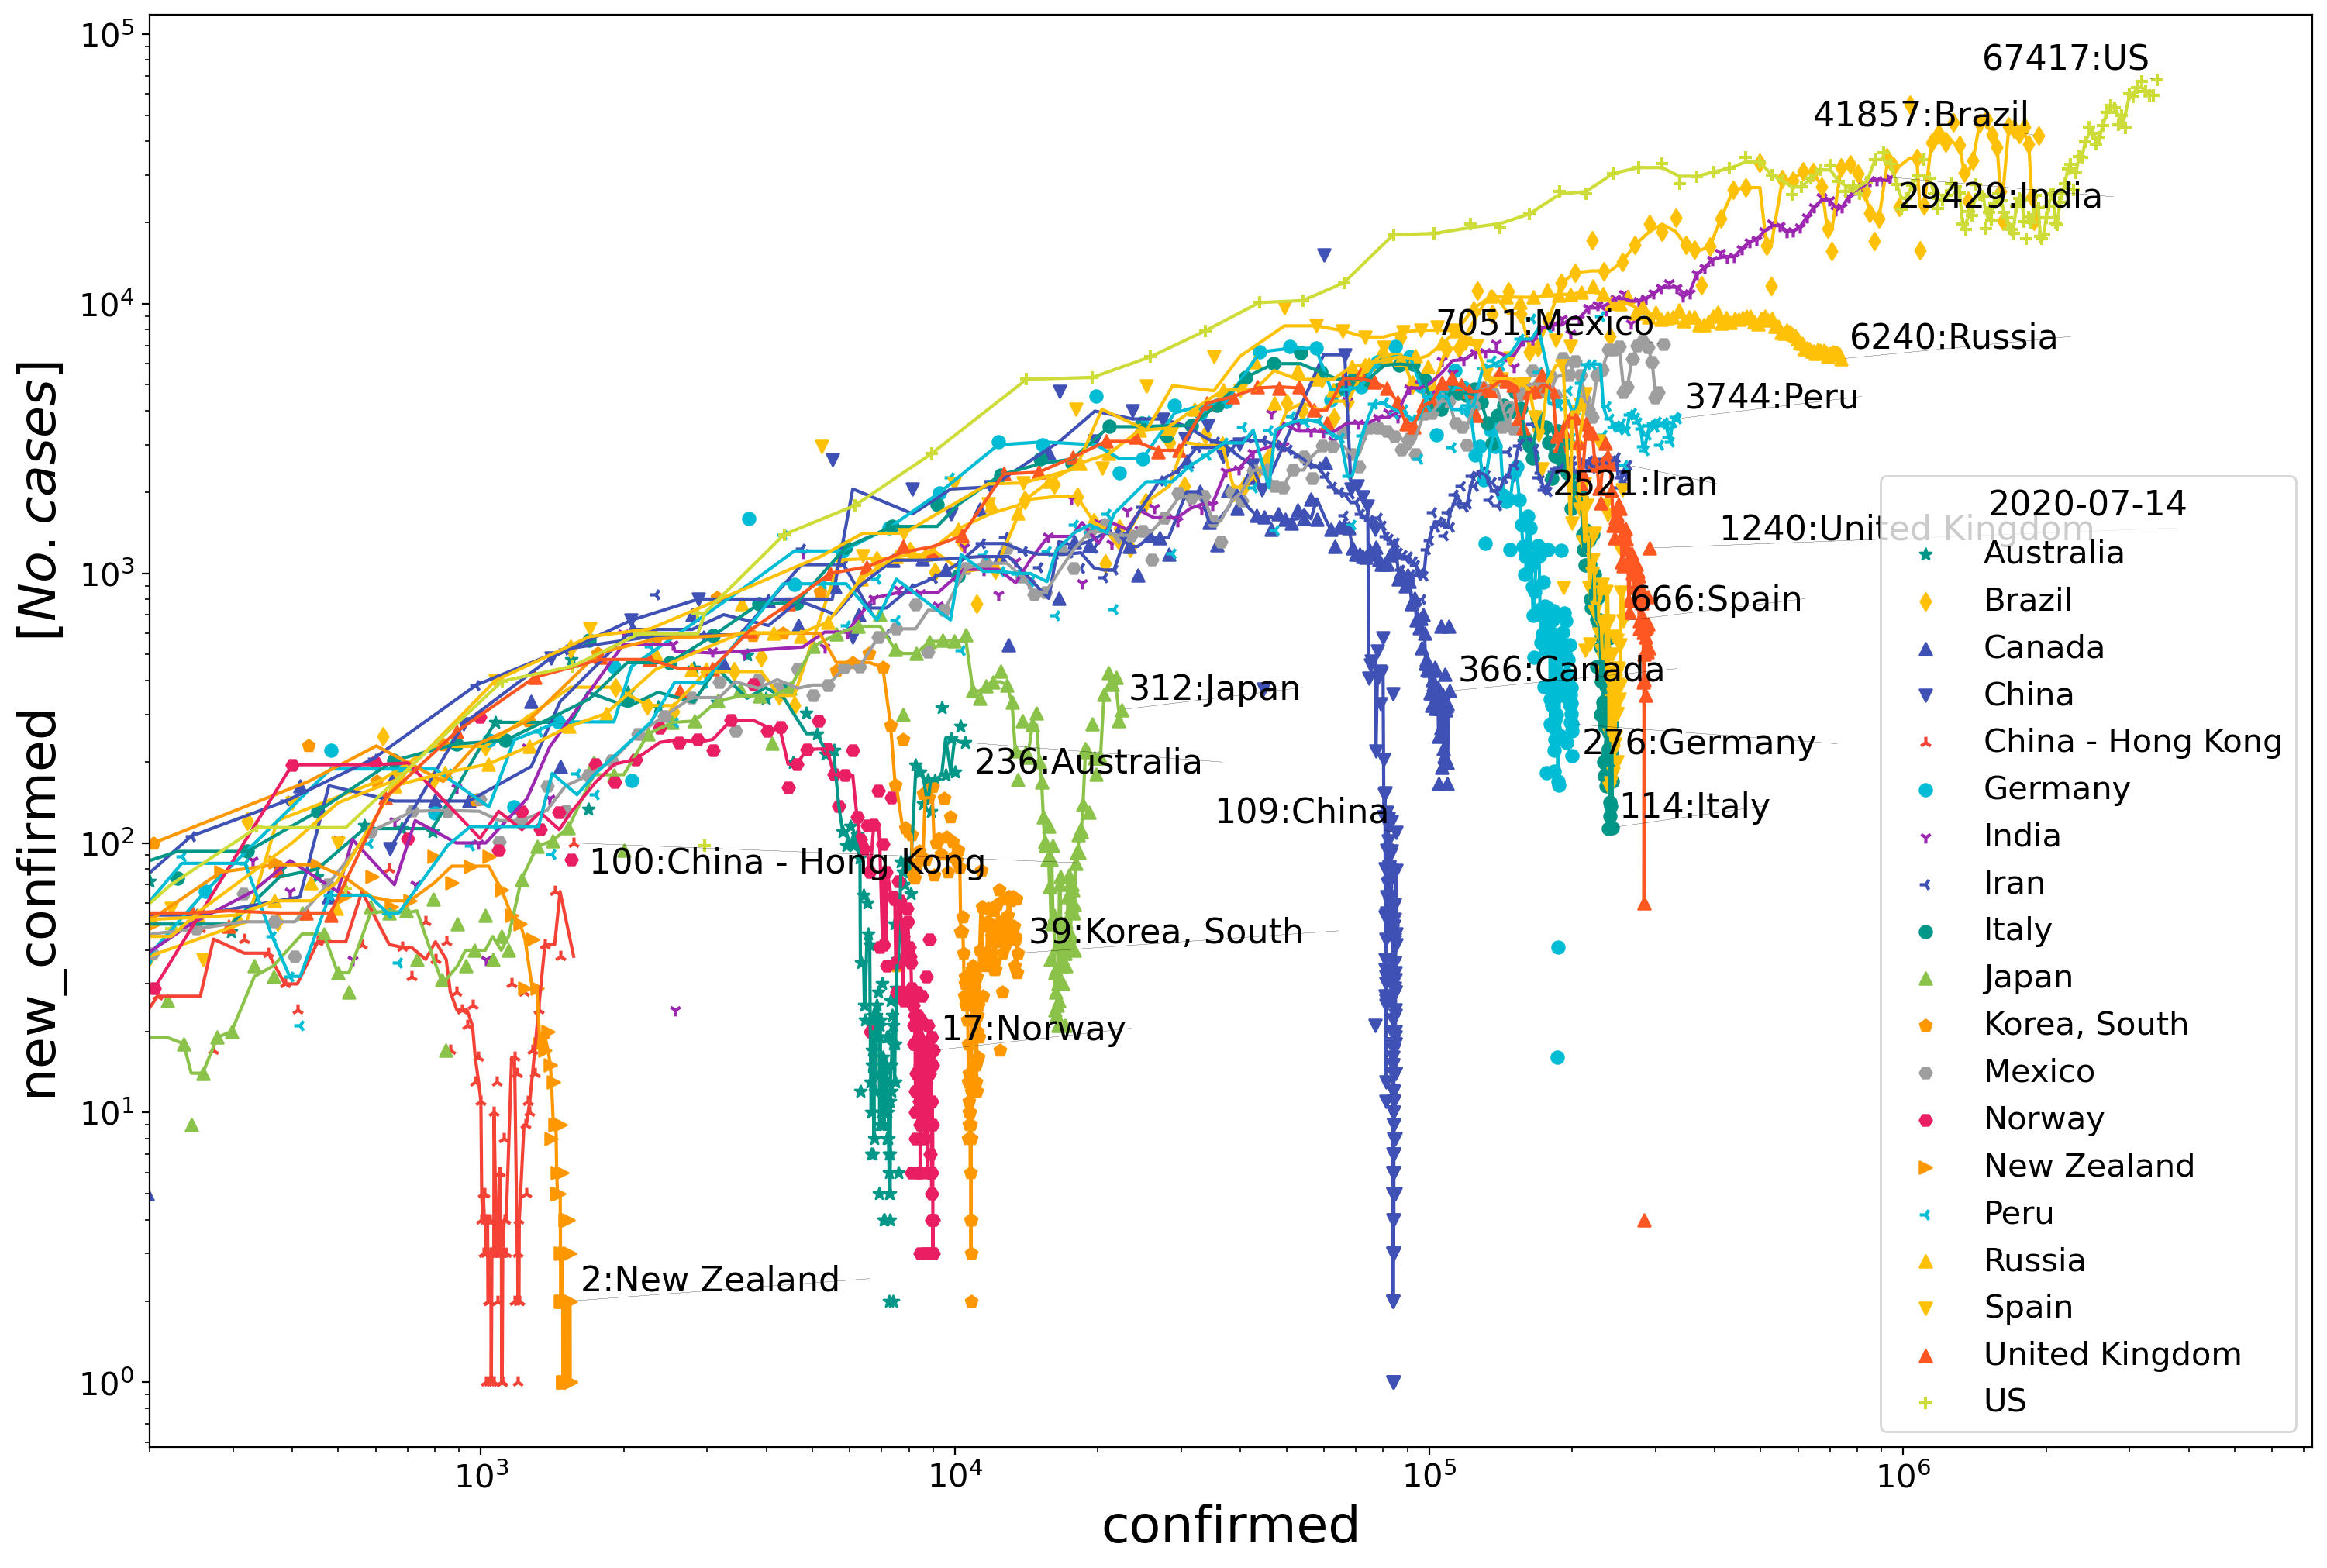 10^5
10^4
10^3
10^2
10^1
10^0
new_confirmed [No.cases]
67417:US
41857:Brazil
29429:India
7051:Mexico
6240:Russia
3744:Peru
2521:Iran
1240:United Kingdom
666:Spain
366:Canada
312:Japan
276:Germany
236:Australia
114:Italy
109:China
100:China - Hong Kong
39:Korea, South
17:Norway
2:New Zealand
2020-07-14
Australia
Brazil
Canada
China
China - Hong Kong
Germany
India
Iran
Italy
Japan
Korea, South
Mexico
Norway
New Zealand
Peru
Russia
Spain
United Kingdom
US
10^3 10^4 10^5 10^6
confirmed